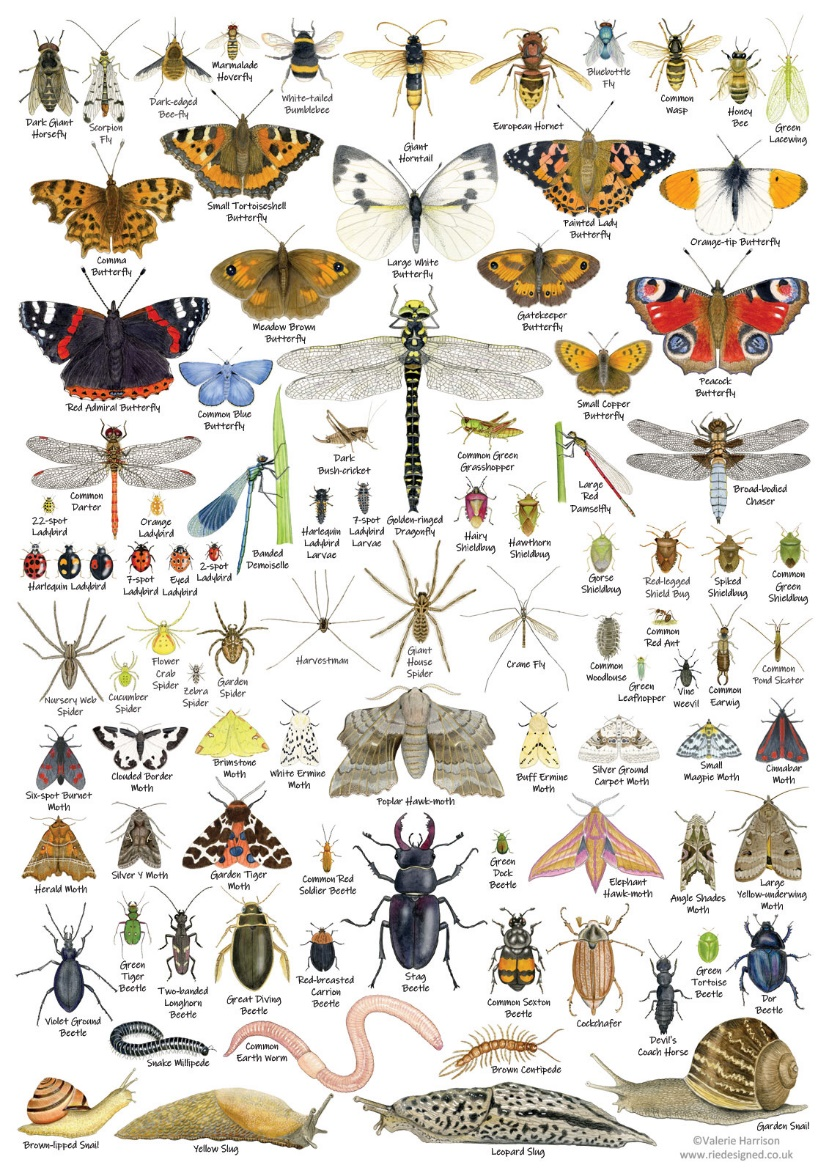 Dark Giant
Horsefly
Scorpion
Fly
Dark-edged
Bee-fly
Marmalade
Hoverfly
White-tailed
Bumblebee
Giant
Horntail
European Hornet
Bluebottle
Fly
Common
Wasp
Honey
Bee
Green
Lacewing
Comma
Butterfly
Small Tortoiseshell
Butterfly
Large White
Butterfly
Painted Lady
Butterfly
Orange-tip Butterfly
Meadow Brown
Butterfly
Gatekeeper
Butterfly
Red Admiral Butterfly
Common Blue
Butterfly
Small Copper
Butterfly
Peacock
Butterfly
Common
Darter
22-spot
Ladybird
Orange
Ladybird
Dark
Bush-cricket
Common Green
Grasshopper
Large
Red
Damselfly
Broad-bodied
Chaser
Harlequin
Ladybird
Larvae
7-spot
Ladybird
Larvae
Golden-ringed
Dragonfly
Hairy
Shieldbug
Hawthorn
Shieldbug
Harlequin Ladybird
7-spot
Ladybird
Eyed
Ladybird
2-spot
Ladybird
Banded
Demoiselle
Gorse
Shieldbug
Red-legged
Shield Bug
Spiked
Shieldbug
Common
Green
Shieldbug
Nursery Web
Spider
Cucumber
Spider
Flower
Crab
Spider
Zebra
Spider
Garden
Spider
Harvestman
Giant
House
Spider
Crane Fly
Common
Woodlouse
Common
Red Ant
Green
Leafhopper
Vine
Weevil
Common
Earwig
Common
Pond Skater
Six-spot Burnet
Moth
Clouded Border
Moth
Brimstone
Moth
White Ermine
Moth
Poplar Hawk-moth
Buff Ermine
Moth
Silver Ground
Carpet Moth
Small
Magpie Moth
Cinnabar
Moth
Herald Moth
Silver Y Moth
Garden Tiger
Moth
Common Red
Soldier Beetle
Green
Dock
Beetle
Elephant
Hawk-moth
Angle Shades
Moth
Large
Yellow-underwing
Moth
Violet Ground
Beetle
Green
Tiger
Beetle
Two-banded
Longhorn
Beetle
Great Diving
Beetle
Red-breasted
Carrion
Beetle
Stag
Beetle
Common Sexton
Beetle
Cockchafer
Devil's
Coach Horse
Green
Tortoise
Beetle
Dor
Beetle
Snake Millipede
Common
Earth Worm
Brown Centipede
Brown-lipped Snail
Yellow Slug
Leopard Slug
Garden Snail
©Valerie Harrison
www.riedesigned.co.uk